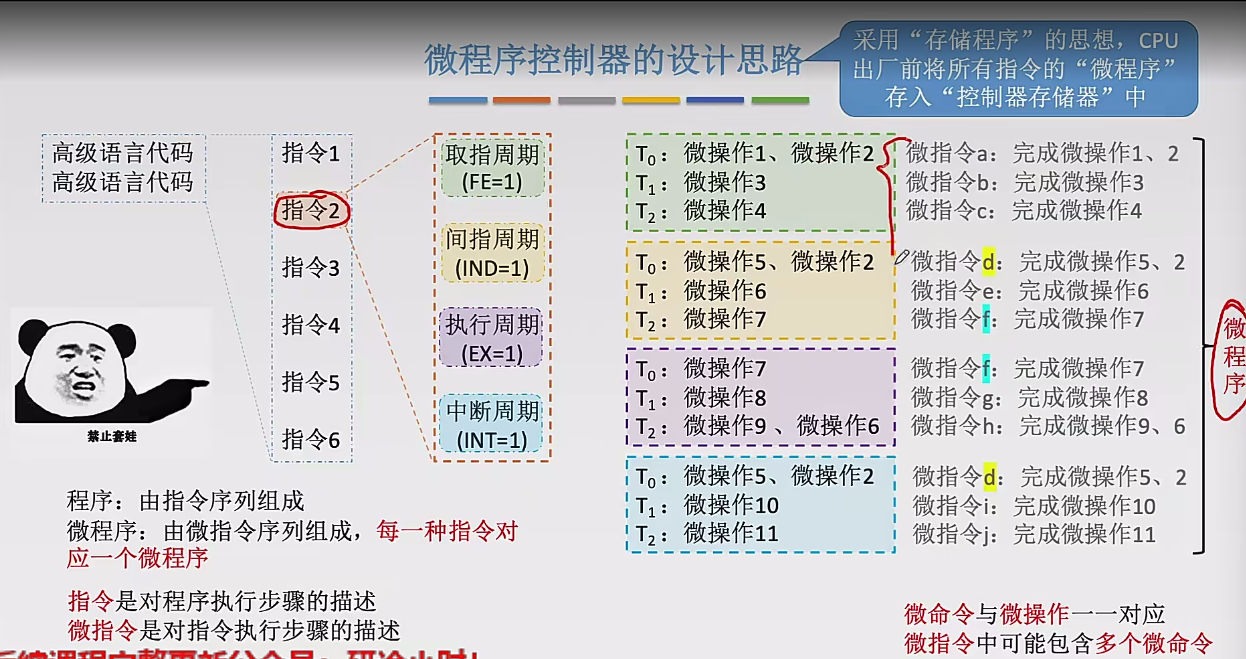 微程序控制器的设计思路
采用“存储程序”的思想，CPU
出厂前将所有指令的“微程序”
存入“控制器存储器”中
高级语言代码
高级语言代码
指令1
指令2
指令3
指令4
指令5
指令6
取指周期
(FE=1)
间指周期
(IND=1)
执行周期
(EX=1)
中断周期
(INT=1)
T0：微操作1、微操作2
T1：微操作3
T2：微操作4
T0：微操作5、微操作2
T1：微操作6
T2：微操作7
T0：微操作7
T1：微操作8
T2：微操作9 、微操作6
T0：微操作5、微操作2
T1：微操作10
T2：微操作11
微指令a：完成微操作1、2
微指令b：完成微操作3
微指令c：完成微操作4
微指令d：完成微操作5、2
微指令e：完成微操作6
微指令f：完成微操作7
微指令f：完成微操作7
微指令g：完成微操作8
微指令h：完成微操作9、6
微指令d：完成微操作5、2
微指令i：完成微操作10
微指令j：完成微操作11
微程序
禁止套娃
程序：由指令序列组成
微程序：由微指令序列组成，每一种指令对
应一个微程序
指令是对程序执行步骤的描述
微指令是对指令执行步骤的描述
微命令与微操作一一对应
微指令中可能包含多个微命令